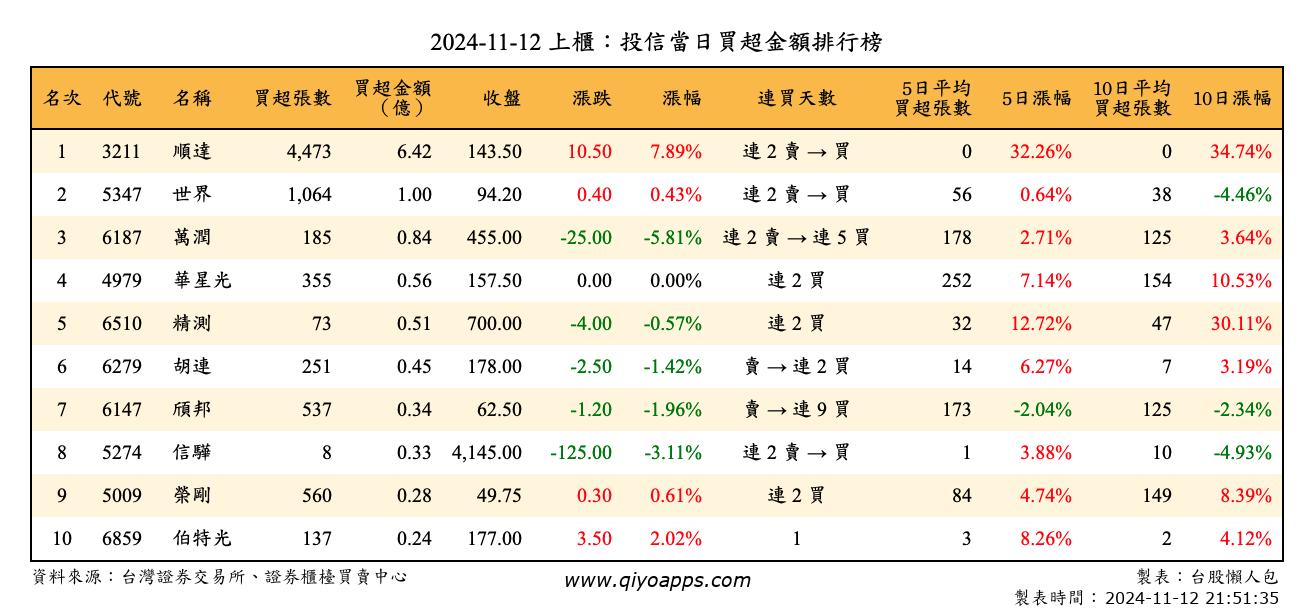 2024-11-12 上櫃：投信當日買超金額排行榜
名次 代號 名稱 買超張數 買超金額（億） 收盤 漲跌 漲幅 連買天數 5日平均買超張數 5日漲幅 10日平均買超張數 10日漲幅
1 3211 順達 4,473 6.42 143.50 10.50 7.89% 連 2 賣 → 買 0 32.26% 0 34.74%
2 5347 世界 1,064 1.00 94.20 0.40 0.43% 連 2 賣 → 買 56 0.64% 38 -4.46%
3 6187 萬潤 185 0.84 455.00 -25.00 -5.81% 連 2 賣 → 連 5 買 178 2.71% 125 3.64%
4 4979 華星光 355 0.56 157.50 0.00 0.00% 連 2 買 252 7.14% 154 10.53%
5 6510 精測 73 0.51 700.00 -4.00 -0.57% 連 2 買 32 12.72% 47 30.11%
6 6279 胡連 251 0.45 178.00 -2.50 -1.42% 賣 → 連 2 買 14 6.27% 7 3.19%
7 6147 頎邦 537 0.34 62.50 -1.20 -1.96% 賣 → 連 9 買 173 -2.04% 125 -2.34%
8 5274 信驊 8 0.33 4,145.00 -125.00 -3.11% 連 2 賣 → 買 1 3.88% 10 -4.93%
9 5009 榮剛 560 0.28 49.75 0.30 0.61% 連 2 買 84 4.74% 149 8.39%
10 6859 伯特光 137 0.24 177.00 3.50 2.02% 1 3 8.26% 2 4.12%
資料來源：台灣證券交易所、證券櫃檯買賣中心 www.qiyoapps.com 製表：台股懶人包
製表時間：2024-11-12 21:51:35